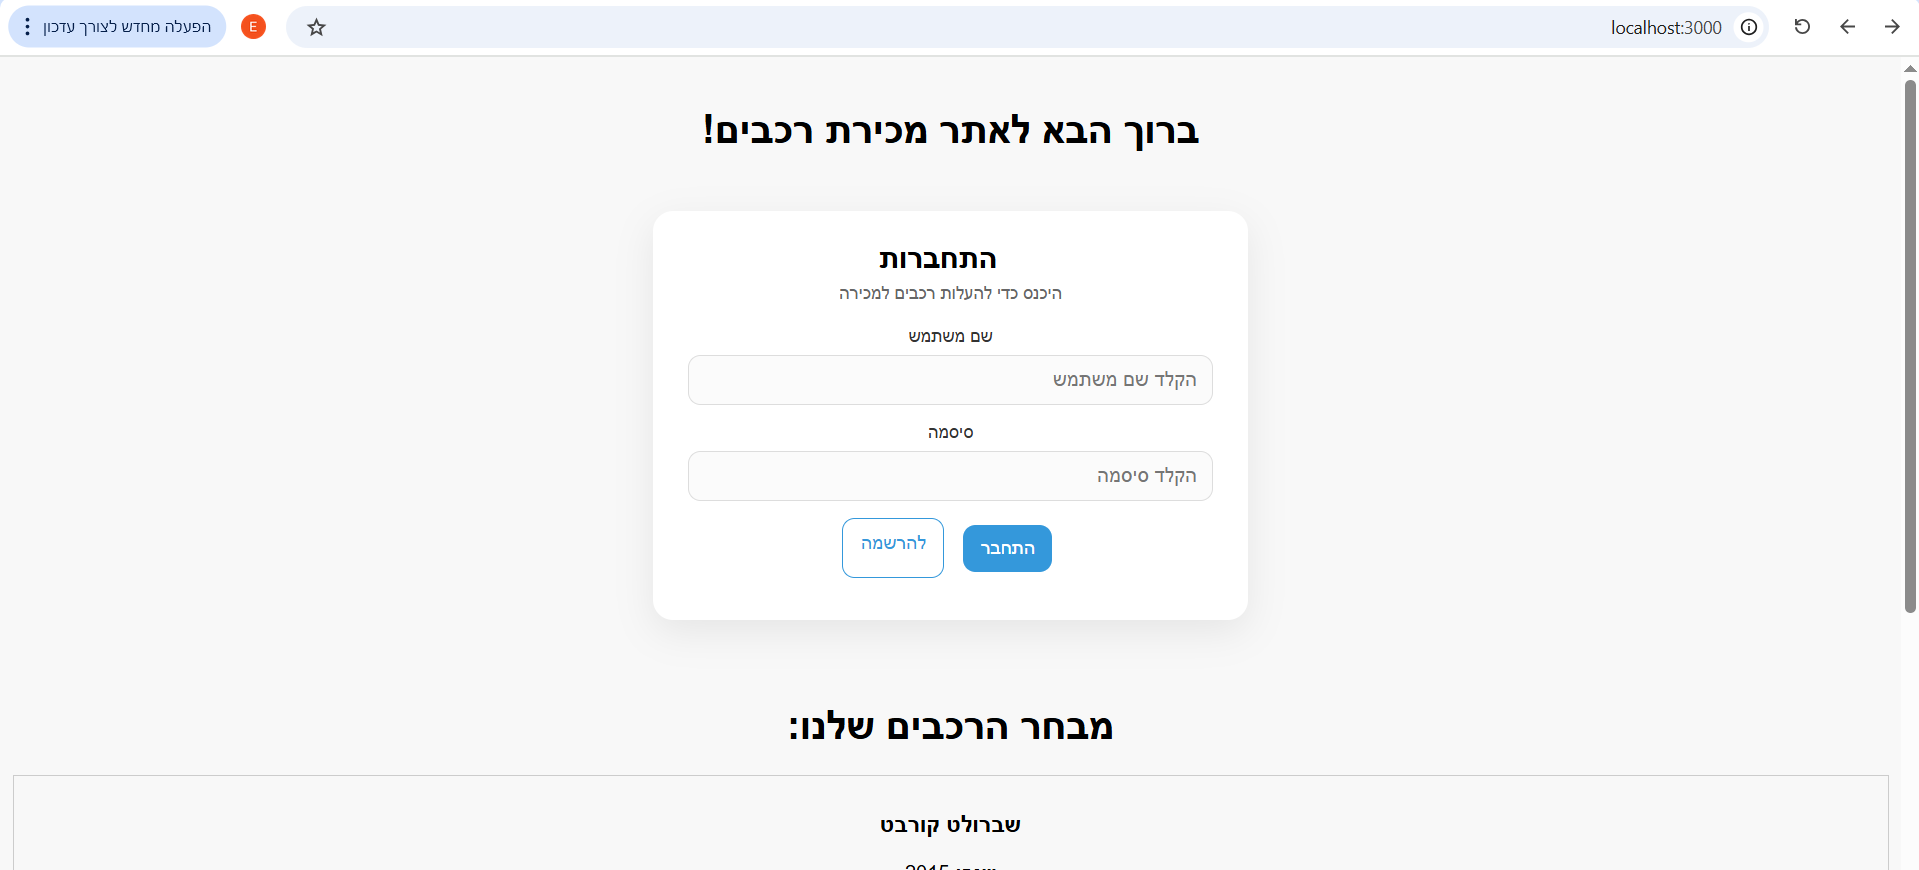 הפעלה מחדש לצורך עדכון
E
localhost:3000
ברוך הבא לאתר מכירת רכבים!
התחברות
היכנס כדי להעלות רכבים למכירה
שם משתמש
הקלד שם משתמש
סיסמה
הקלד סיסמה
התחבר
להרשמה
מבחר הרכבים שלנו:
שברולט קורבט
2015